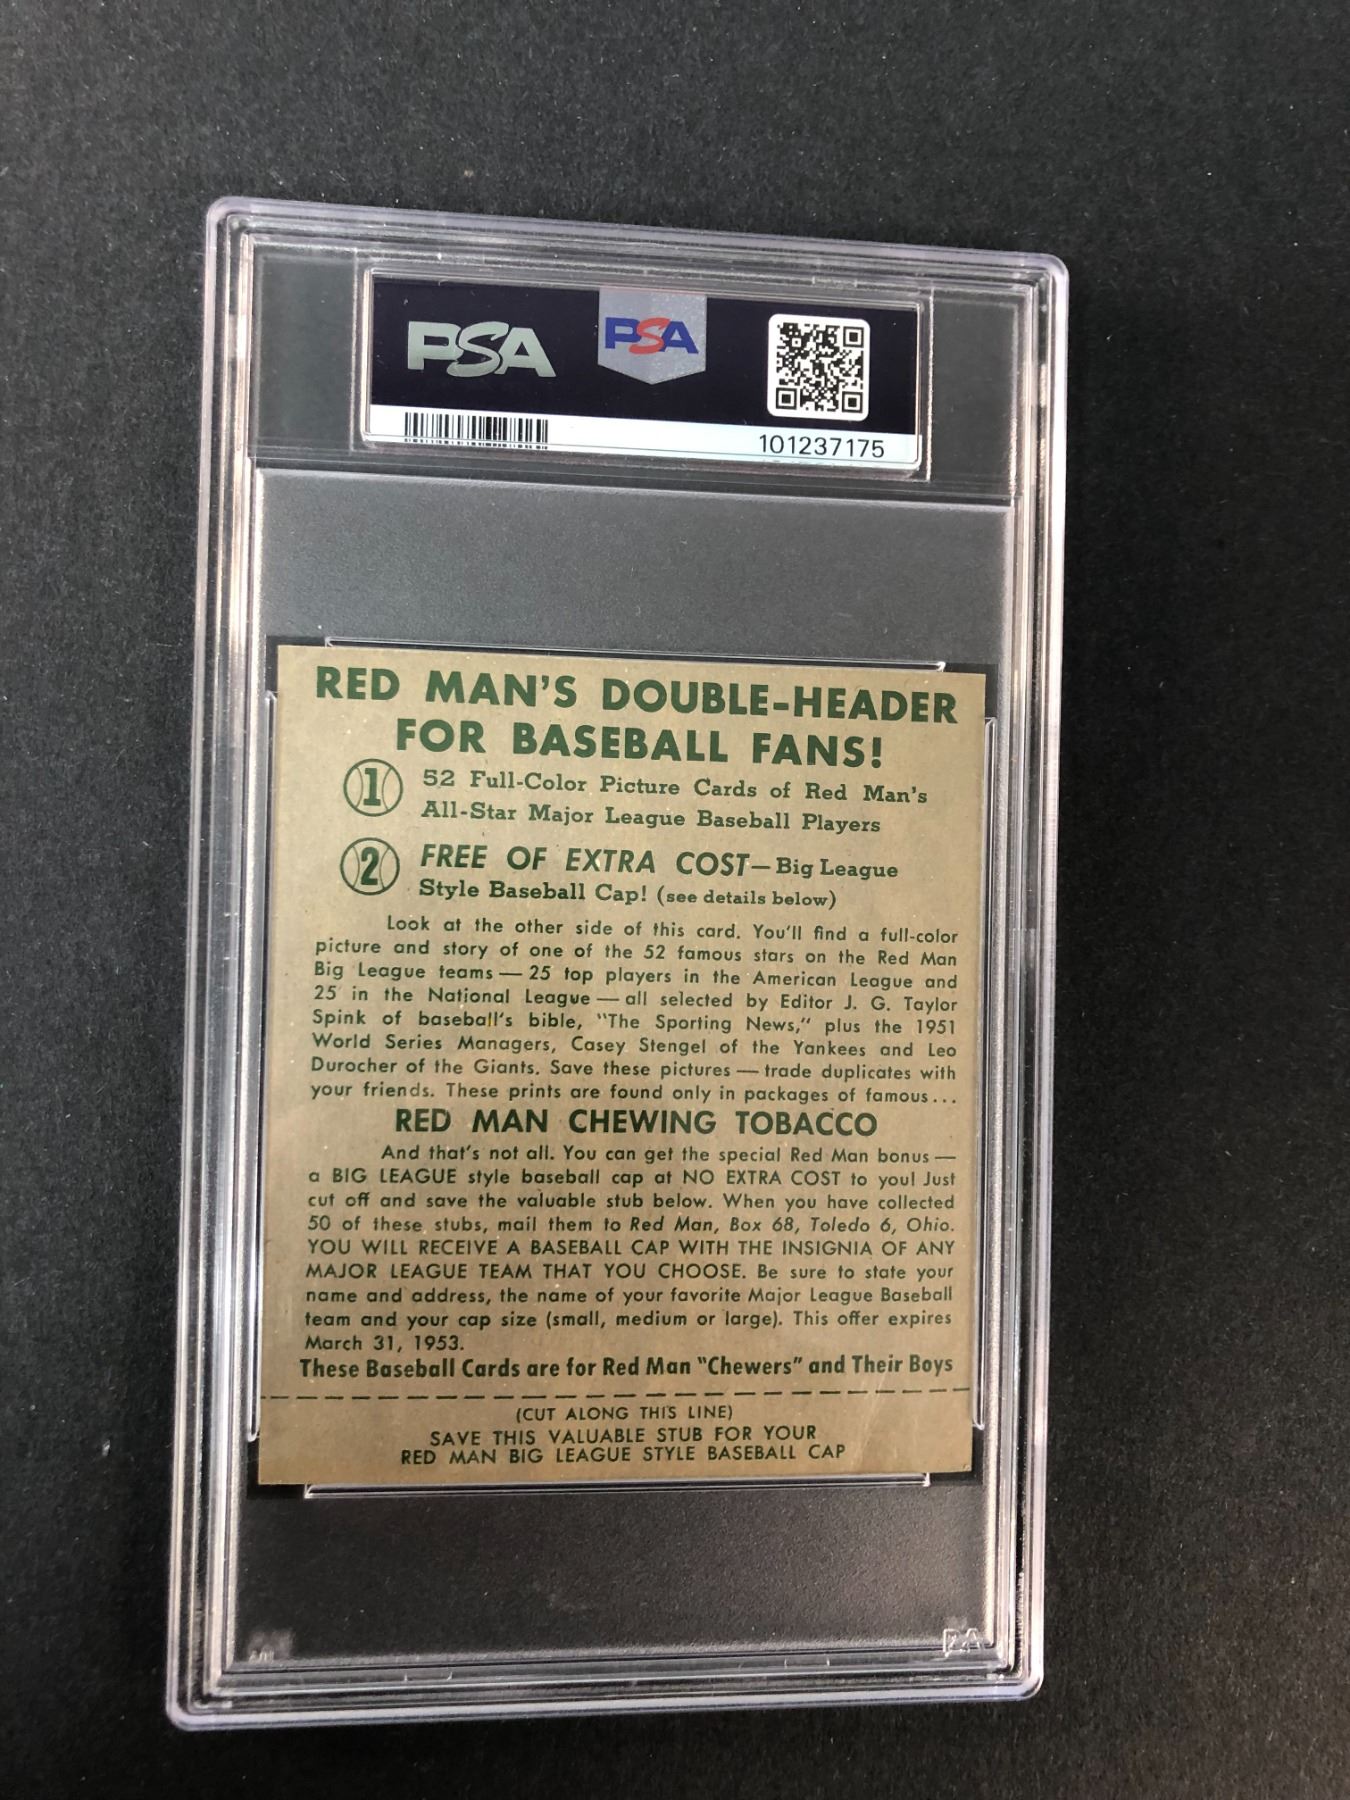 PSA PSA
101237175
RED MAN'S DOUBLE-HEADER
FOR BASEBALL FANS!
1 52 Full-Color Picture Cards of Red Man's
All-Star Major League Baseball Players
2 FREE OF EXTRA COST—Big League
Style Baseball Cap! (see details below)
Look at the other side of this card. You'll find a full-color
picture and story of one of the 52 famous stars on the Red Man
Big League teams — 25 top players in the American League and
25 in the National League — all selected by Editor J. G. Taylor
Spink of baseball's bible, "The Sporting News," plus the 1951
World Series Managers, Casey Stengel of the Yankees and Leo
Durocher of the Giants. Save these pictures — trade duplicates with
your friends. These prints are found only in packages of famous...
RED MAN CHEWING TOBACCO
And that's not all. You can get the special Red Man bonus —
a BIG LEAGUE style baseball cap at NO EXTRA COST to you! Just
cut off and save the valuable stub below. When you have collected
50 of these stubs, mail them to Red Man, Box 68, Toledo 6, Ohio.
YOU WILL RECEIVE A BASEBALL CAP WITH THE INSIGNIA OF ANY
MAJOR LEAGUE TEAM THAT YOU CHOOSE. Be sure to state your
name and address, the name of your favorite Major League Baseball
team and your cap size (small, medium or large). This offer expires
March 31, 1953.
These Baseball Cards are for Red Man "Chewers" and Their Boys
(CUT ALONG THIS LINE)
SAVE THIS VALUABLE STUB FOR YOUR
RED MAN BIG LEAGUE STYLE BASEBALL CAP